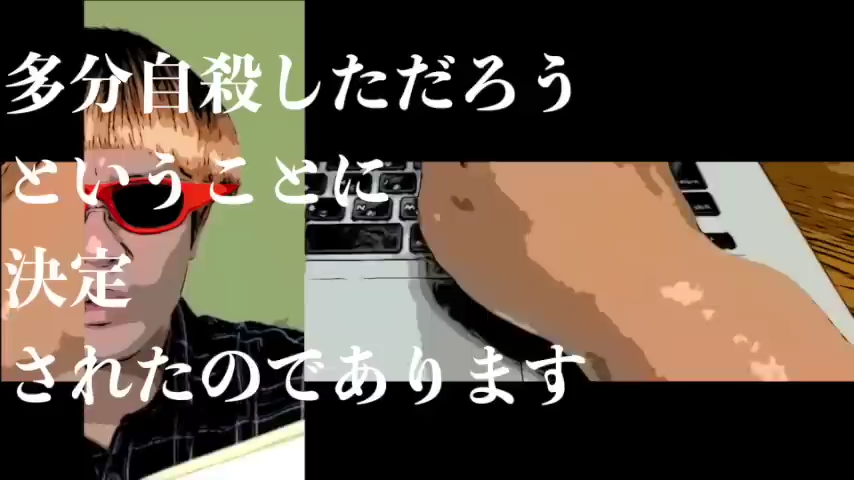 多分自殺しただろう
ということに
決定
されたのであります